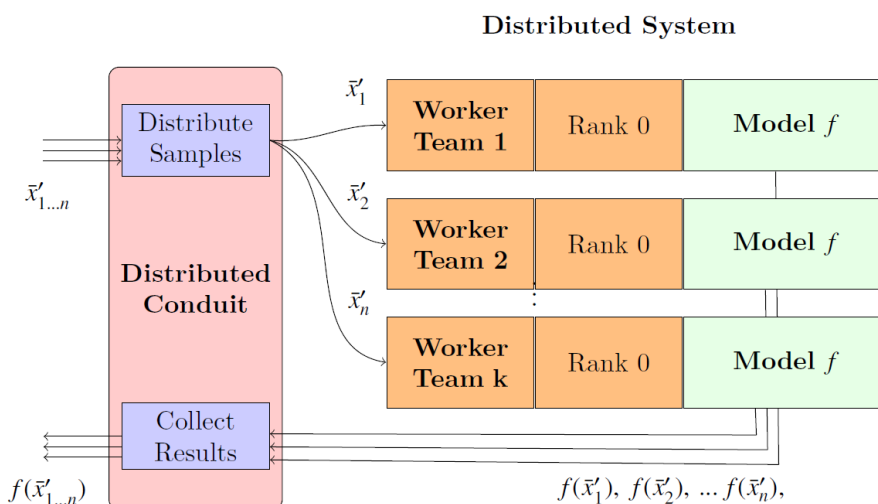 Distributed System
Distribute
Samples
x̄′₁...ₙ
Distributed
Conduit
Collect
Results
f(x̄′₁...ₙ)
x̄′₁
Worker
Team 1
Rank 0
Model f
x̄′₂
Worker
Team 2
Rank 0
Model f
⋮
x̄′ₙ
Worker
Team k
Rank 0
Model f
f(x̄′₁), f(x̄′₂), ... f(x̄′ₙ),